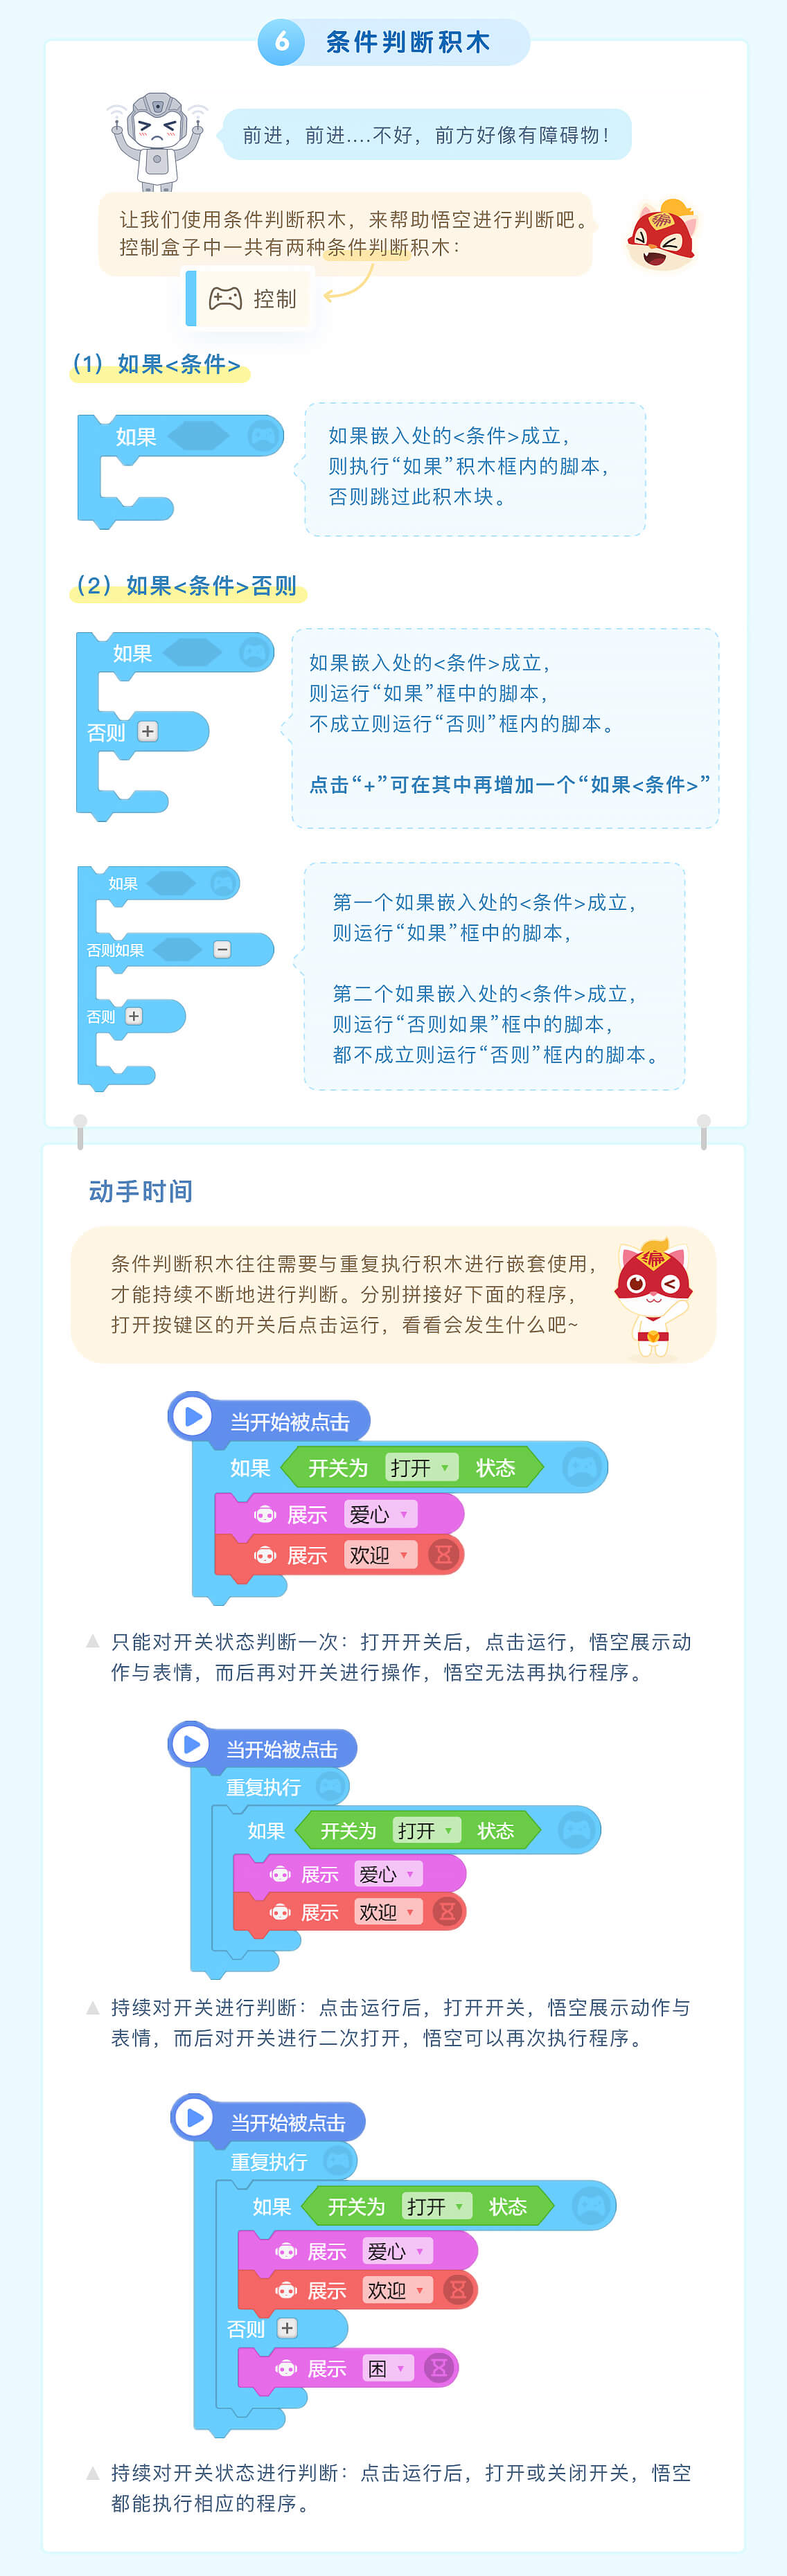 6 条件判断积木
前进，前进....不好，前方好像有障碍物！
让我们使用条件判断积木，来帮助悟空进行判断吧。
控制盒子中一共有两种条件判断积木：
编
控制
（1）如果<条件>
如果
如果嵌入处的<条件>成立，
则执行“如果”积木框内的脚本，
否则跳过此积木块。
（2）如果<条件>否则
如果
否则 +
如果嵌入处的<条件>成立，
则运行“如果”框中的脚本，
不成立则运行“否则”框内的脚本。
点击“+”可在其中再增加一个“如果<条件>”
如果
否则如果 −
否则 +
第一个如果嵌入处的<条件>成立，
则运行“如果”框中的脚本，
第二个如果嵌入处的<条件>成立，
则运行“否则如果”框中的脚本，
都不成立则运行“否则”框内的脚本。
动手时间
条件判断积木往往需要与重复执行积木进行嵌套使用，
才能持续不断地进行判断。分别拼接好下面的程序，
打开按键区的开关后点击运行，看看会发生什么吧~
编
当开始被点击
如果 开关为 打开 状态
展示 爱心
展示 欢迎
只能对开关状态判断一次：打开开关后，点击运行，悟空展示动
作与表情，而后再对开关进行操作，悟空无法再执行程序。
当开始被点击
重复执行
如果 开关为 打开 状态
展示 爱心
展示 欢迎
持续对开关进行判断：点击运行后，打开开关，悟空展示动作与
表情，而后对开关进行二次打开，悟空可以再次执行程序。
当开始被点击
重复执行
如果 开关为 打开 状态
展示 爱心
展示 欢迎
否则 +
展示 困
持续对开关状态进行判断：点击运行后，打开或关闭开关，悟空
都能执行相应的程序。